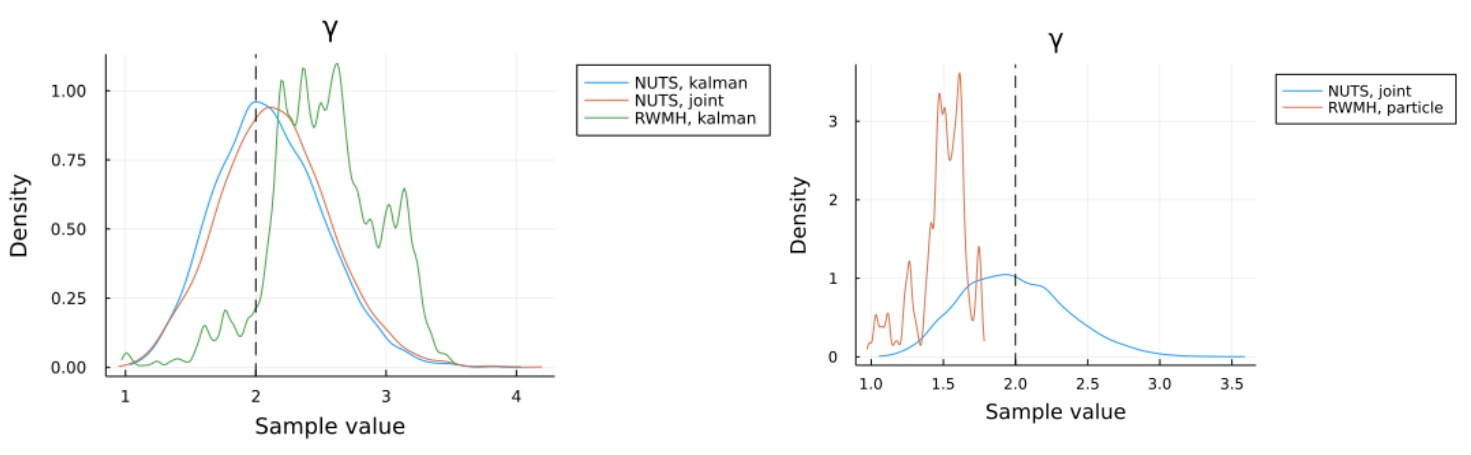 γ
Density
1.00
0.75
0.50
0.25
0.00
1 2 3 4
Sample value
NUTS, kalman
NUTS, joint
RWMH, kalman
γ
Density
3
2
1
0
1.0 1.5 2.0 2.5 3.0 3.5
Sample value
NUTS, joint
RWMH, particle